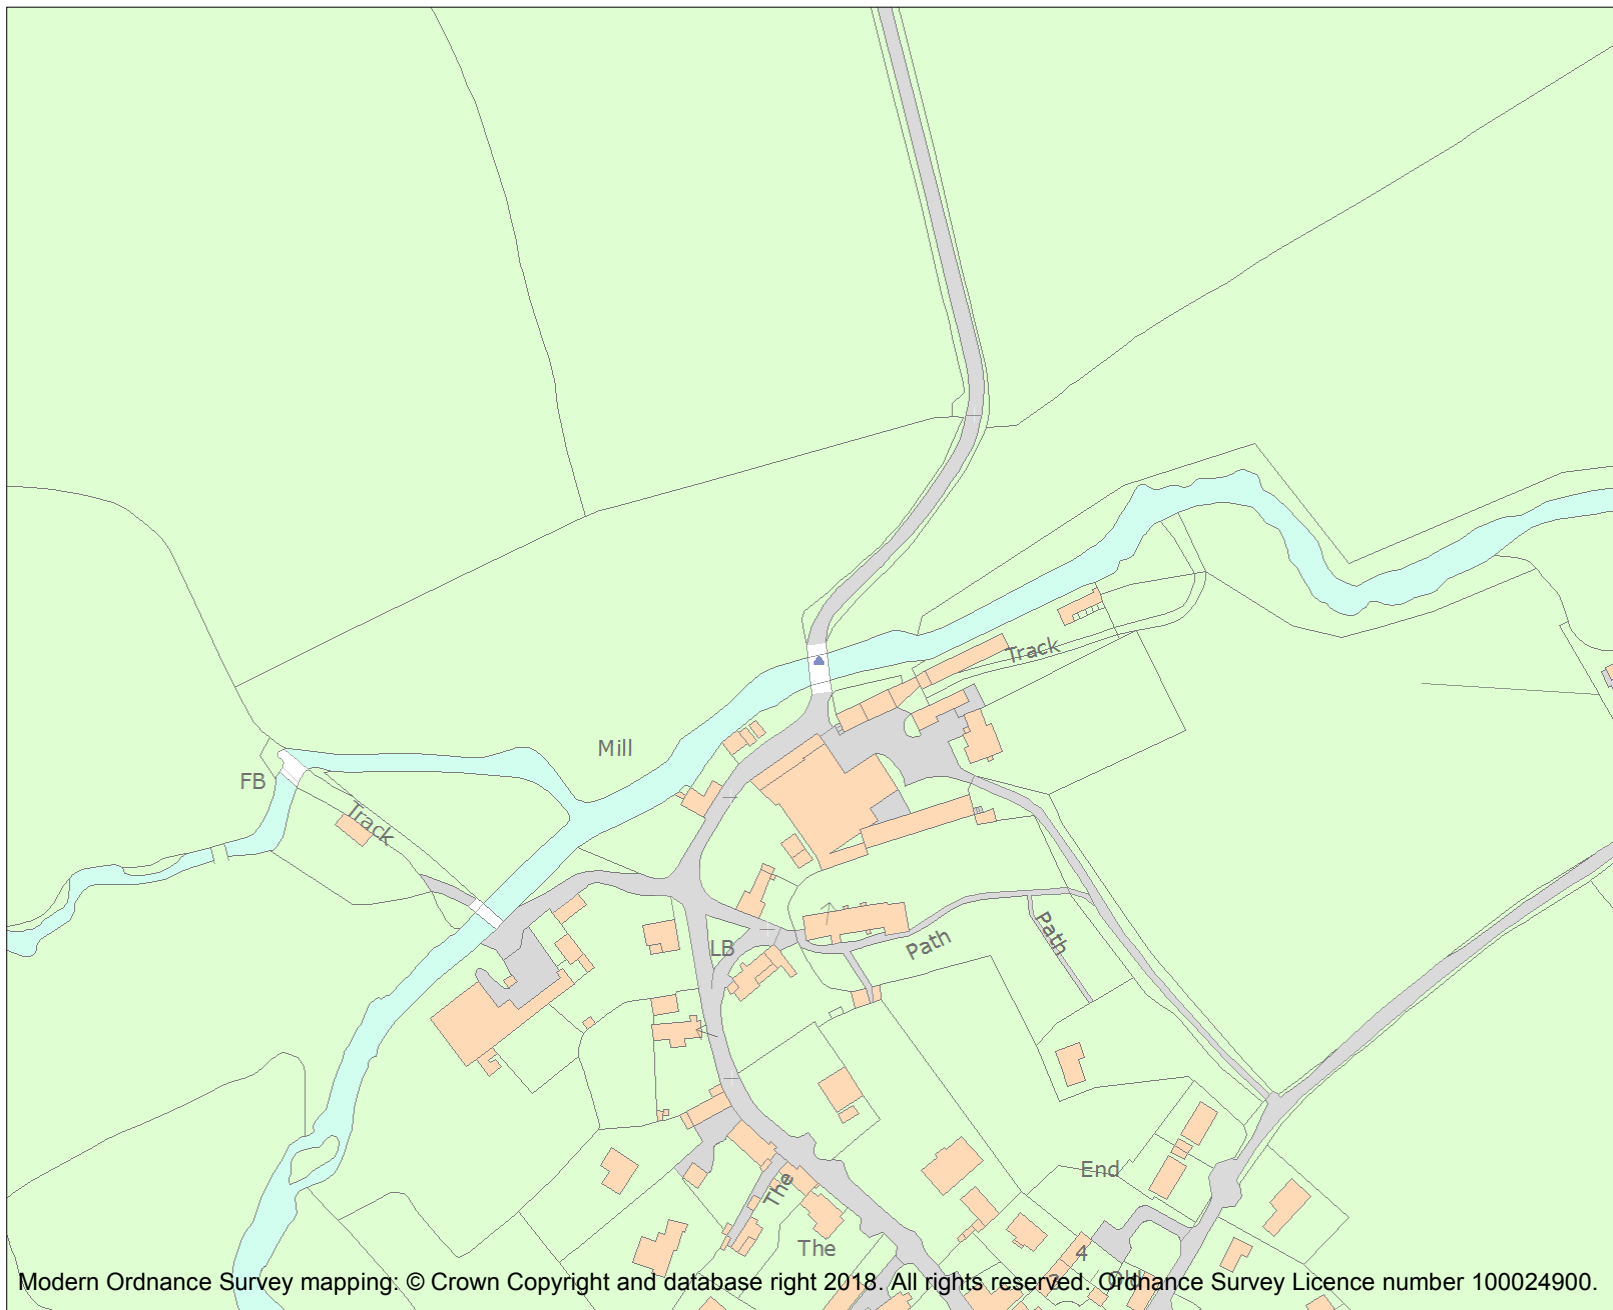 Mill
Track
FB
Track
LB
Path
Path
End
The
The
4
Modern Ordnance Survey mapping: © Crown Copyright and database right 2018. All rights reserved. Ordnance Survey Licence number 100024900.